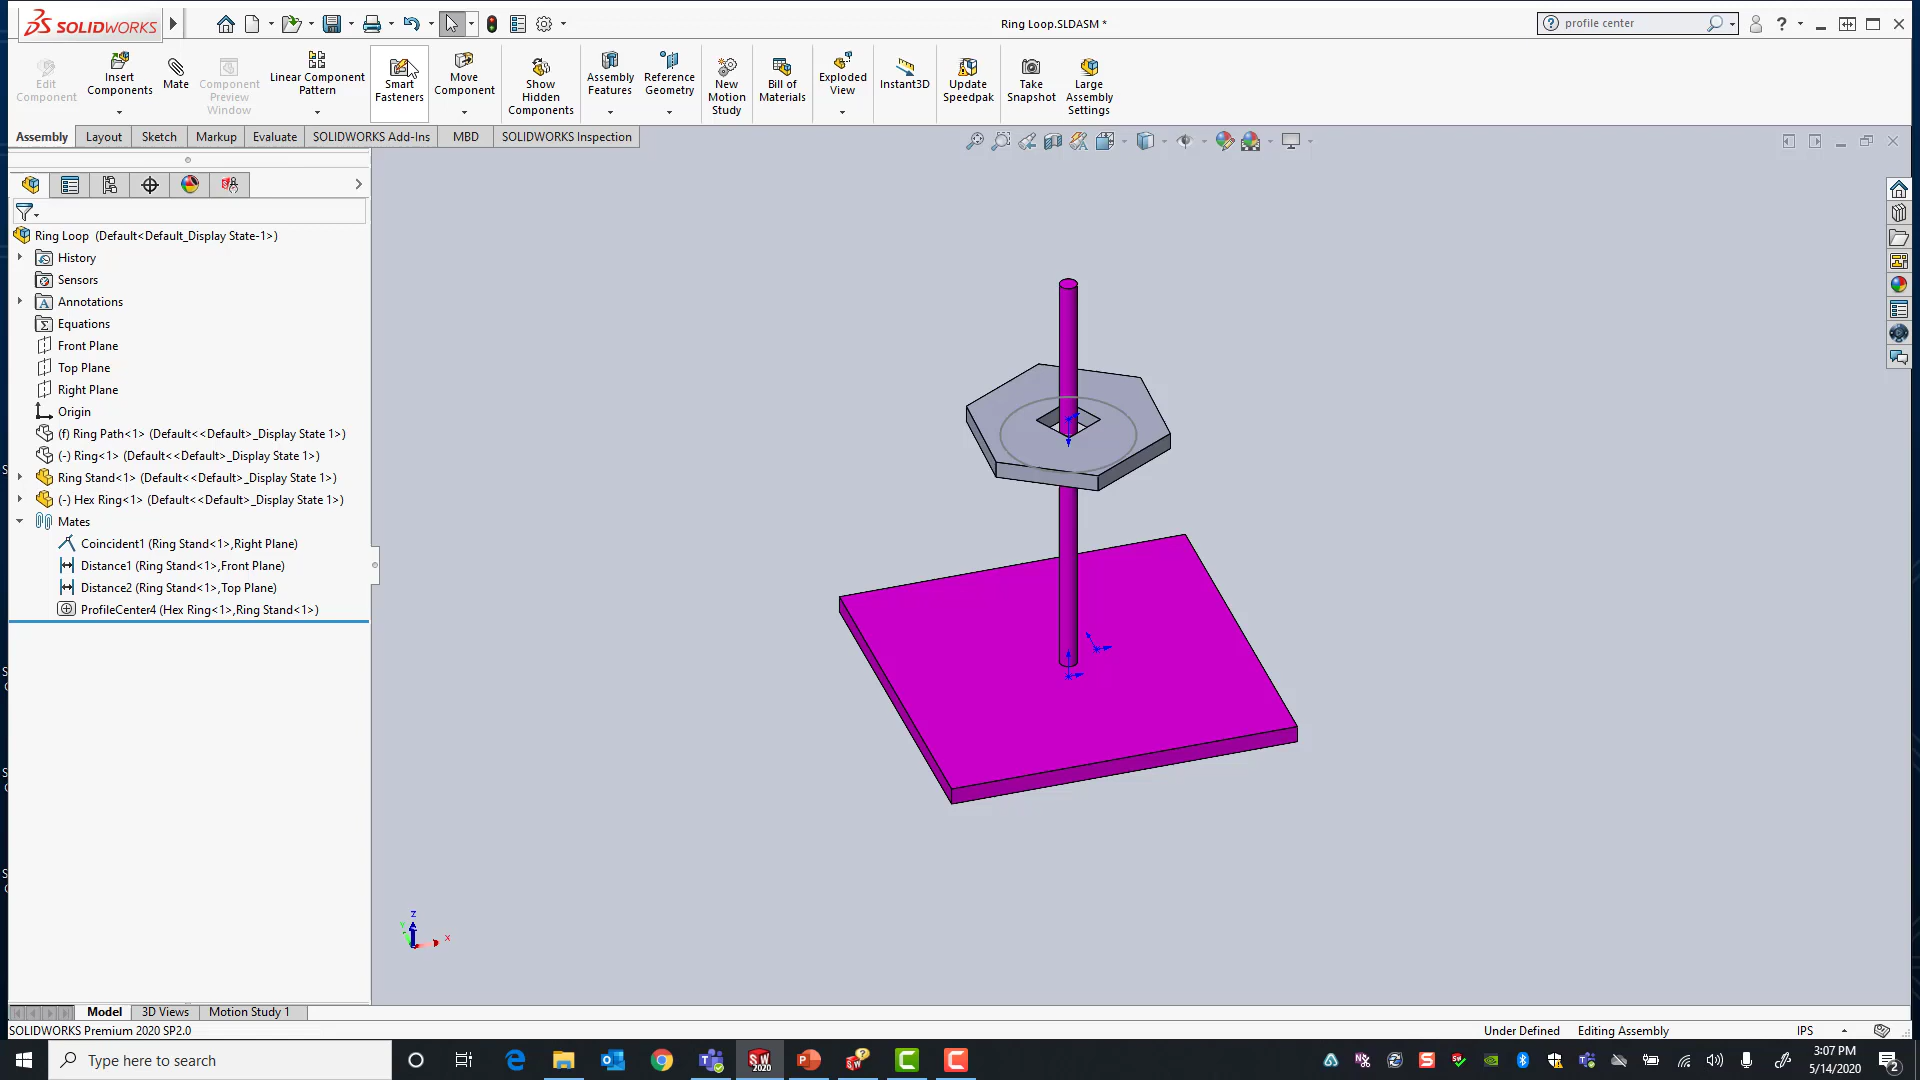 SOLIDWORKS
Ring Loop.SLDASM *
profile center
Edit Component
Insert Components
Mate
Component Preview Window
Linear Component Pattern
Smart Fasteners
Move Component
Show Hidden Components
Assembly Features
Reference Geometry
New Motion Study
Bill of Materials
Exploded View
Instant3D
Update Speedpak
Take Snapshot
Large Assembly Settings
Assembly
Layout
Sketch
Markup
Evaluate
SOLIDWORKS Add-Ins
MBD
SOLIDWORKS Inspection
Ring Loop (Default<Default_Display State-1>)
History
Sensors
Annotations
Equations
Front Plane
Top Plane
Right Plane
Origin
(f) Ring Path<1> (Default<<Default>_Display State 1>)
(-) Ring<1> (Default<<Default>_Display State 1>)
Ring Stand<1> (Default<<Default>_Display State 1>)
(-) Hex Ring<1> (Default<<Default>_Display State 1>)
Mates
Coincident1 (Ring Stand<1>,Right Plane)
Distance1 (Ring Stand<1>,Front Plane)
Distance2 (Ring Stand<1>,Top Plane)
ProfileCenter4 (Hex Ring<1>,Ring Stand<1>)
Z
Y
X
Model
3D Views
Motion Study 1
SOLIDWORKS Premium 2020 SP2.0
Under Defined
Editing Assembly
IPS
Type here to search
3:07 PM
5/14/2020
2